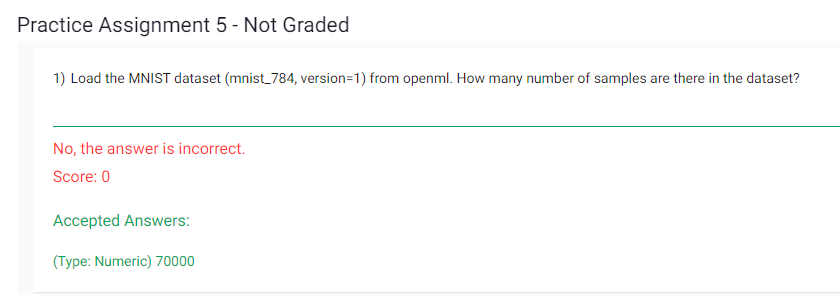 Practice Assignment 5 - Not Graded
1) Load the MNIST dataset (mnist_784, version=1) from openml. How many number of samples are there in the dataset?
No, the answer is incorrect.
Score: 0
Accepted Answers:
(Type: Numeric) 70000